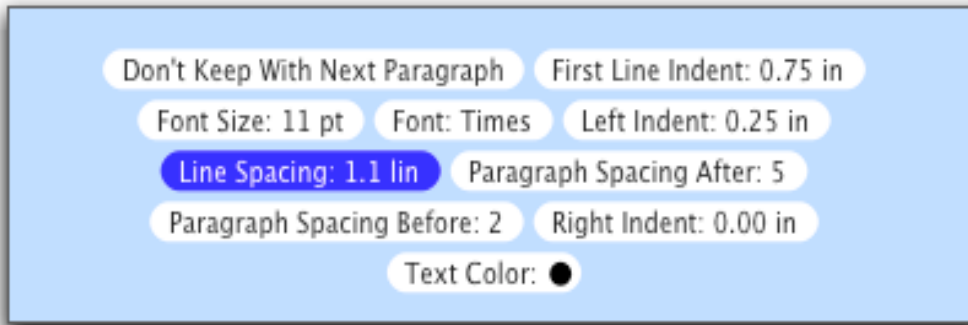 Don't Keep With Next Paragraph First Line Indent: 0.75 in
Font Size: 11 pt Font: Times Left Indent: 0.25 in
Line Spacing: 1.1 lin Paragraph Spacing After: 5
Paragraph Spacing Before: 2 Right Indent: 0.00 in
Text Color: